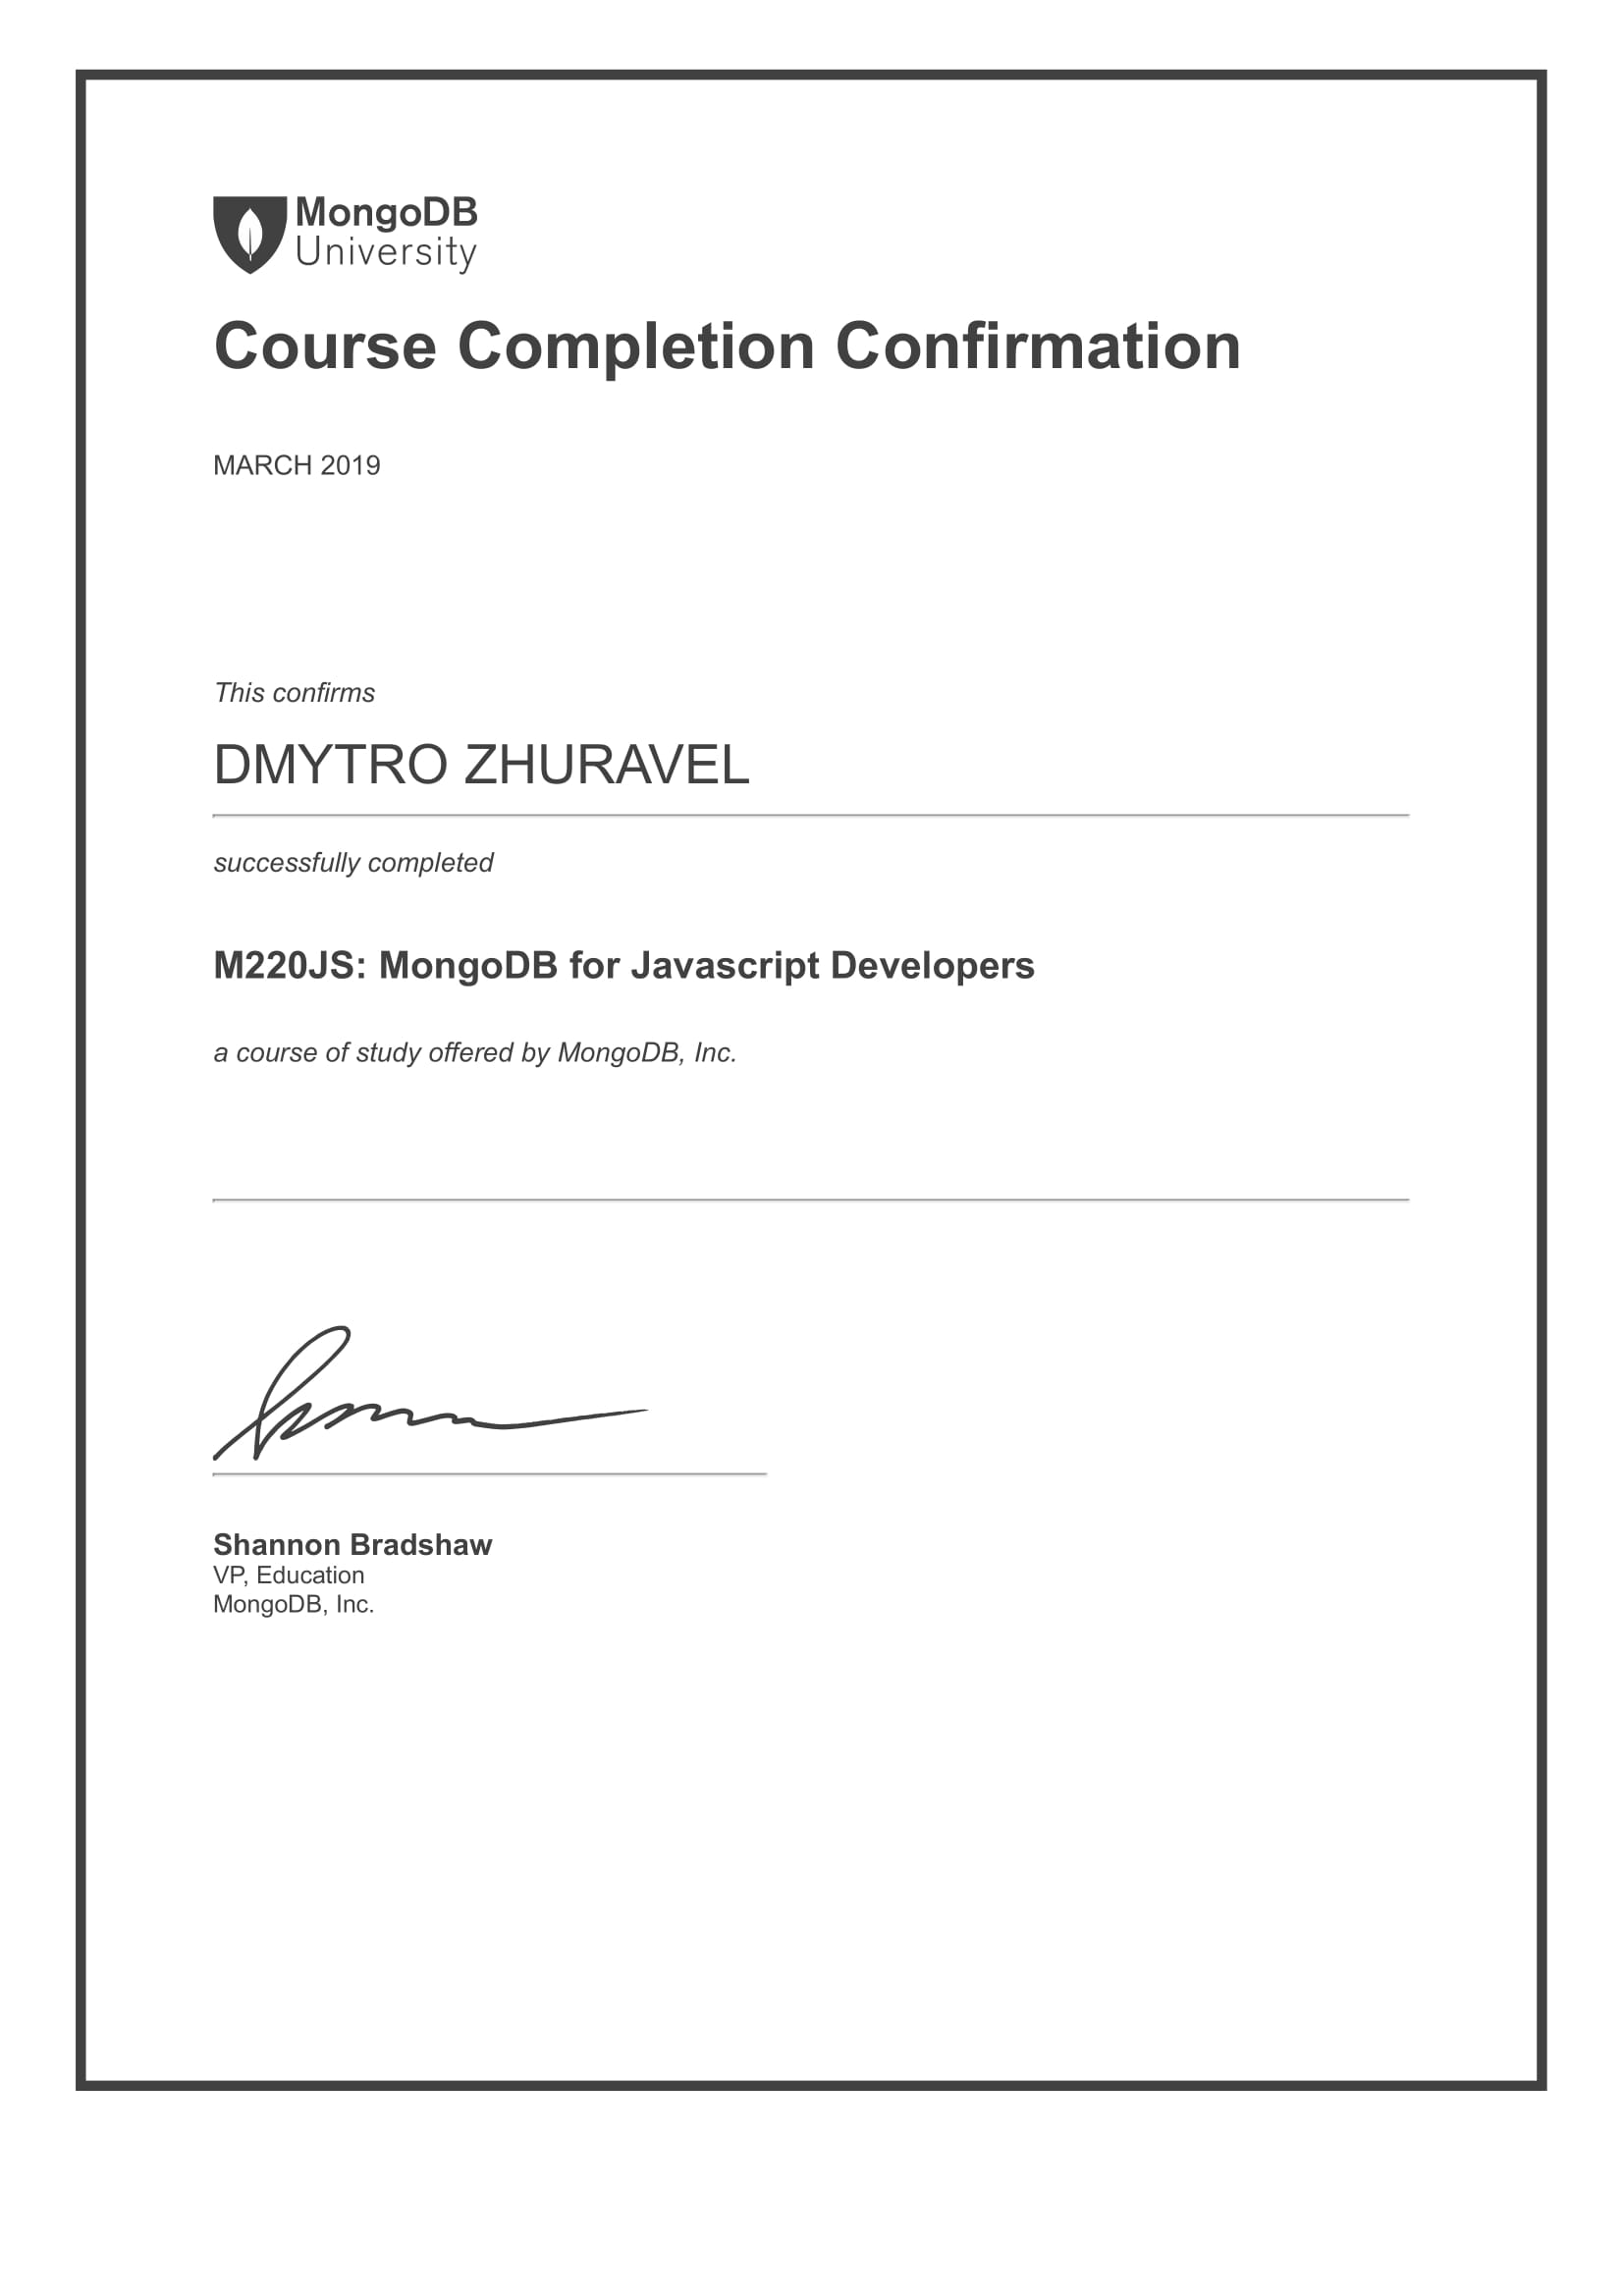 MongoDB
University
Course Completion Confirmation
MARCH 2019
This confirms
DMYTRO ZHURAVEL
successfully completed
M220JS: MongoDB for Javascript Developers
a course of study offered by MongoDB, Inc.
Shannon Bradshaw
VP, Education
MongoDB, Inc.